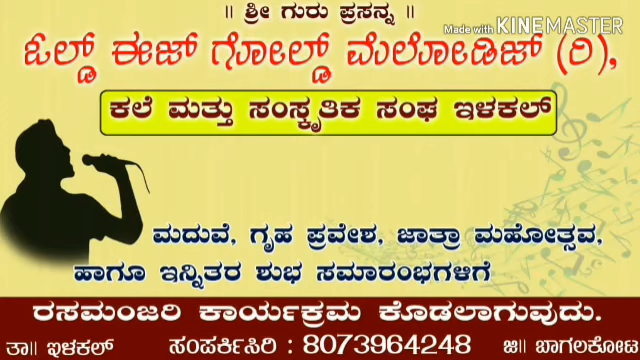 ॥ ಶ್ರೀ ಗುರು ಪ್ರಸನ್ನ ॥
Made with KINEMASTER
ಓಲ್ಡ್ ಈಜ್ ಗೋಲ್ಡ್ ಮೆಲೋಡಿಜ್ (ರಿ),
ಕಲೆ ಮತ್ತು ಸಂಸ್ಕೃತಿಕ ಸಂಘ ಇಳಕಲ್
ಮದುವೆ, ಗೃಹ ಪ್ರವೇಶ, ಜಾತ್ರಾ ಮಹೋತ್ಸವ,
ಹಾಗೂ ಇನ್ನಿತರ ಶುಭ ಸಮಾರಂಭಗಳಿಗೆ
ರಸಮಂಜರಿ ಕಾರ್ಯಕ್ರಮ ಕೊಡಲಾಗುವುದು.
ತಾ॥ ಇಳಕಲ್ ಸಂಪರ್ಕಿಸಿರಿ : 8073964248 ಜಿ॥ ಬಾಗಲಕೋಟ